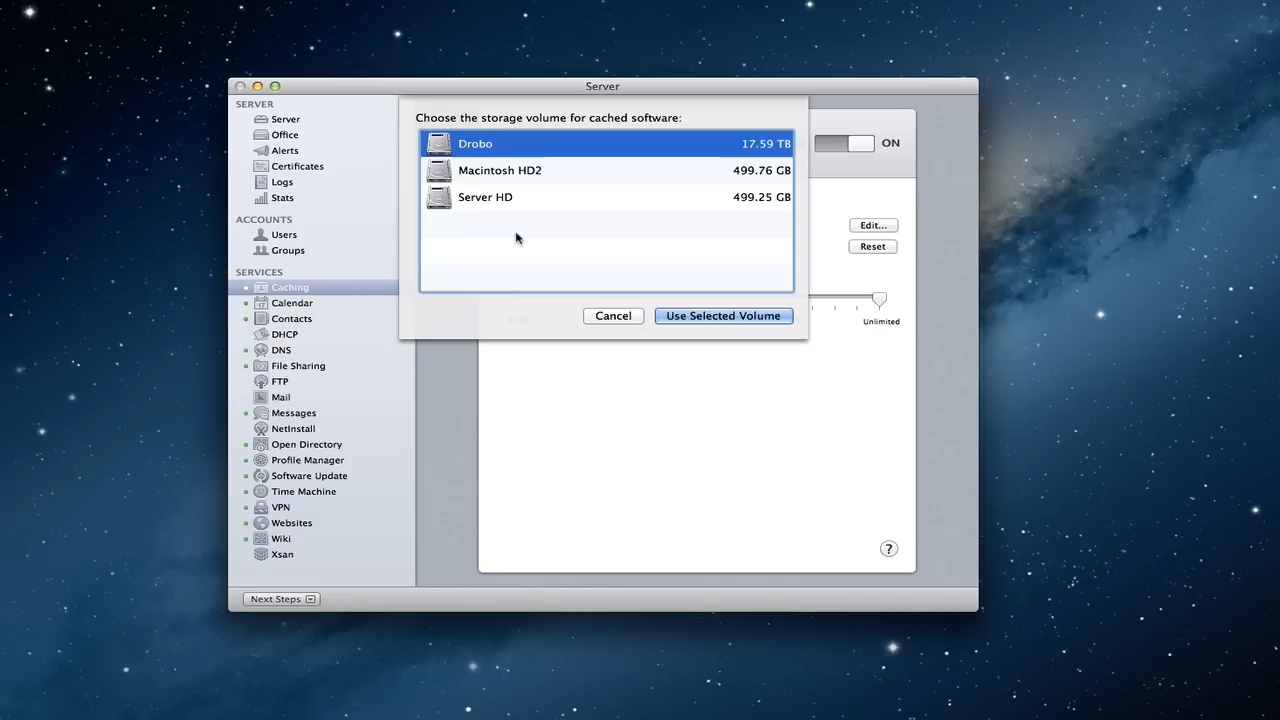 Server
SERVER
Server
Office
Alerts
Certificates
Logs
Stats
ACCOUNTS
Users
Groups
SERVICES
Caching
Calendar
Contacts
DHCP
DNS
File Sharing
FTP
Mail
Messages
NetInstall
Open Directory
Profile Manager
Software Update
Time Machine
VPN
Websites
Wiki
Xsan
Next Steps
Choose the storage volume for cached software:
Drobo 17.59 TB
Macintosh HD2 499.76 GB
Server HD 499.25 GB
Cancel Use Selected Volume
ON
Edit...
Reset
Unlimited
?